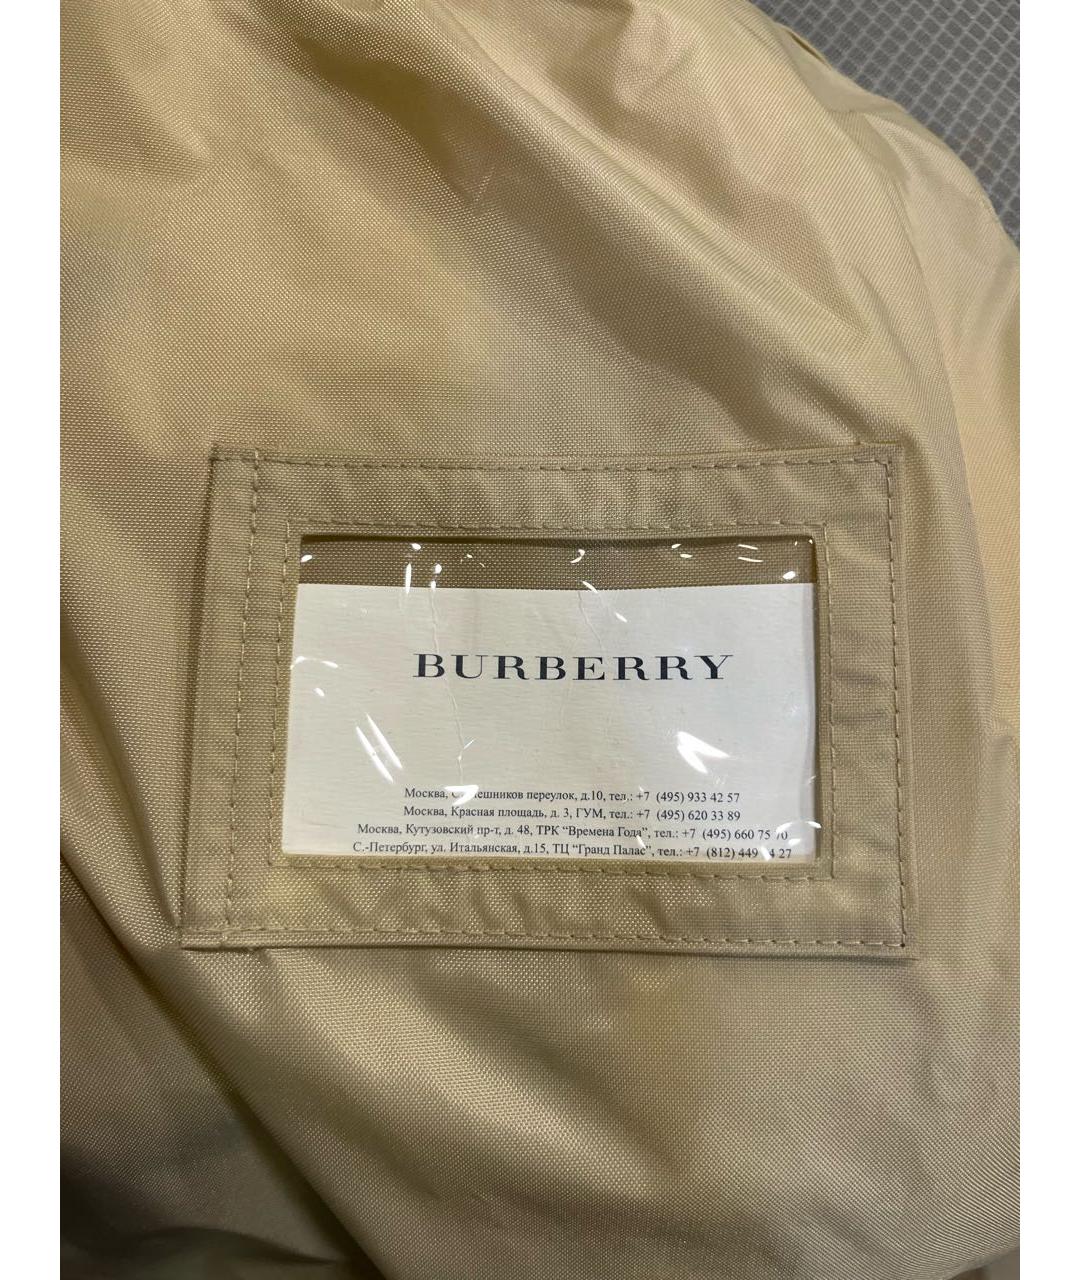 BURBERRY
Москва, переулок, д.10, тел.: +7 (495) 933 42 57
Москва, Красная площадь, д. 3, ГУМ, тел.: +7 (495) 620 33 89
Москва, Кутузовский пр-т, д. 48, ТРК “Времена Года”, тел.: +7 (495) 660 75
С.-Петербург, ул. Итальянская, д.15, ТЦ “Гранд Палас”, тел.: +7 (812) 449 27